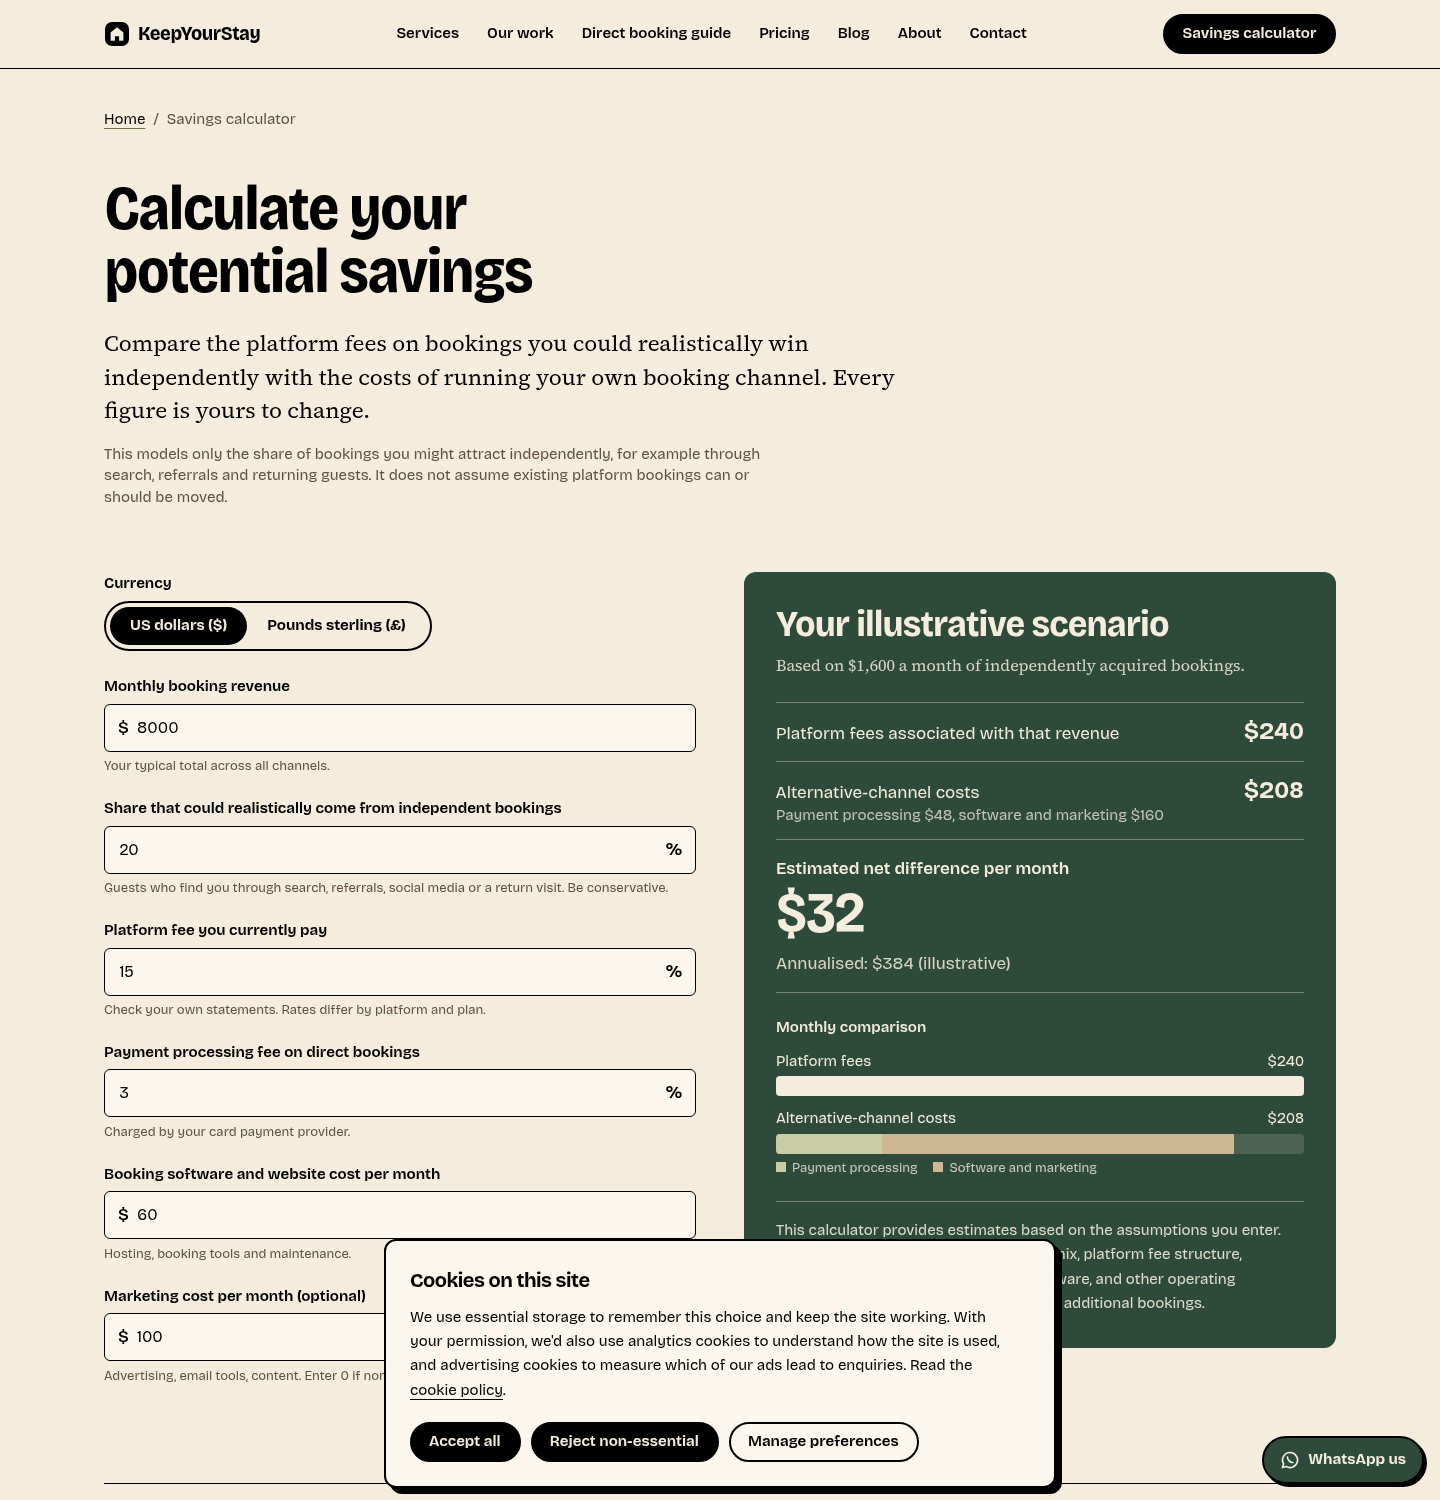 KeepYourStay
Services
Our work
Direct booking guide
Pricing
Blog
About
Contact
Savings calculator
Home / Savings calculator
Calculate your
potential savings
Compare the platform fees on bookings you could realistically win
independently with the costs of running your own booking channel. Every
figure is yours to change.
This models only the share of bookings you might attract independently, for example through
search, referrals and returning guests. It does not assume existing platform bookings can or
should be moved.
Currency
US dollars ($)
Pounds sterling (£)
Monthly booking revenue
$ 8000
Your typical total across all channels.
Share that could realistically come from independent bookings
20 %
Guests who find you through search, referrals, social media or a return visit. Be conservative.
Platform fee you currently pay
15 %
Check your own statements. Rates differ by platform and plan.
Payment processing fee on direct bookings
3 %
Charged by your card payment provider.
Booking software and website cost per month
$ 60
Hosting, booking tools and maintenance.
Marketing cost per month (optional)
$ 100
Advertising, email tools, content. Enter 0 if
Your illustrative scenario
Based on $1,600 a month of independently acquired bookings.
Platform fees associated with that revenue $240
Alternative-channel costs $208
Payment processing $48, software and marketing $160
Estimated net difference per month
$32
Annualised: $384 (illustrative)
Monthly comparison
Platform fees $240
Alternative-channel costs $208
Payment processing
Software and marketing
This calculator provides estimates based on the assumptions you enter.
platform fee structure,
and other operating
additional bookings.
Cookies on this site
We use essential storage to remember this choice and keep the site working. With
your permission, we'd also use analytics cookies to understand how the site is used,
and advertising cookies to measure which of our ads lead to enquiries. Read the
cookie policy.
Accept all
Reject non-essential
Manage preferences
WhatsApp us